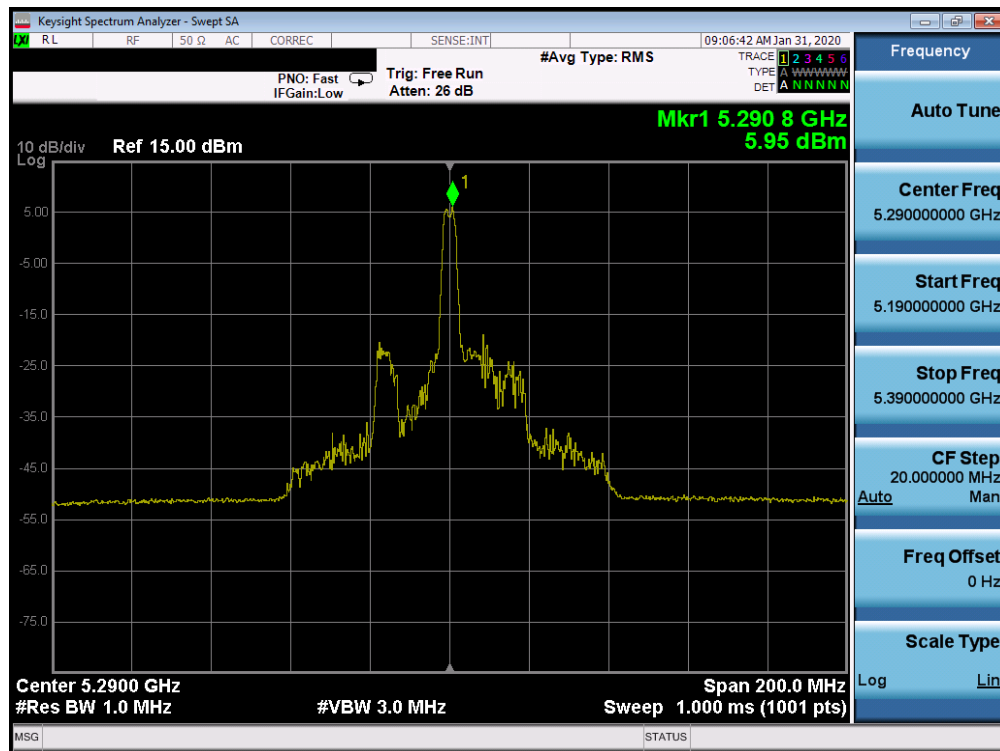 Keysight Spectrum Analyzer - Swept SA
LXI RL RF 50 Ω AC CORREC SENSE:INT 09:06:42 AM Jan 31, 2020
PNO: Fast
IFGain:Low
Trig: Free Run
Atten: 26 dB
#Avg Type: RMS
TRACE 1 2 3 4 5 6
TYPE A WWWWW
DET A N N N N N
Mkr1 5.290 8 GHz
5.95 dBm
10 dB/div Ref 15.00 dBm
Log
1
5.00
-5.00
-15.0
-25.0
-35.0
-45.0
-55.0
-65.0
-75.0
Center 5.2900 GHz Span 200.0 MHz
#Res BW 1.0 MHz #VBW 3.0 MHz Sweep 1.000 ms (1001 pts)
MSG STATUS
Frequency
Auto Tune
Center Freq
5.290000000 GHz
Start Freq
5.190000000 GHz
Stop Freq
5.390000000 GHz
CF Step
20.000000 MHz
Auto Man
Freq Offset
0 Hz
Scale Type
Log Lin